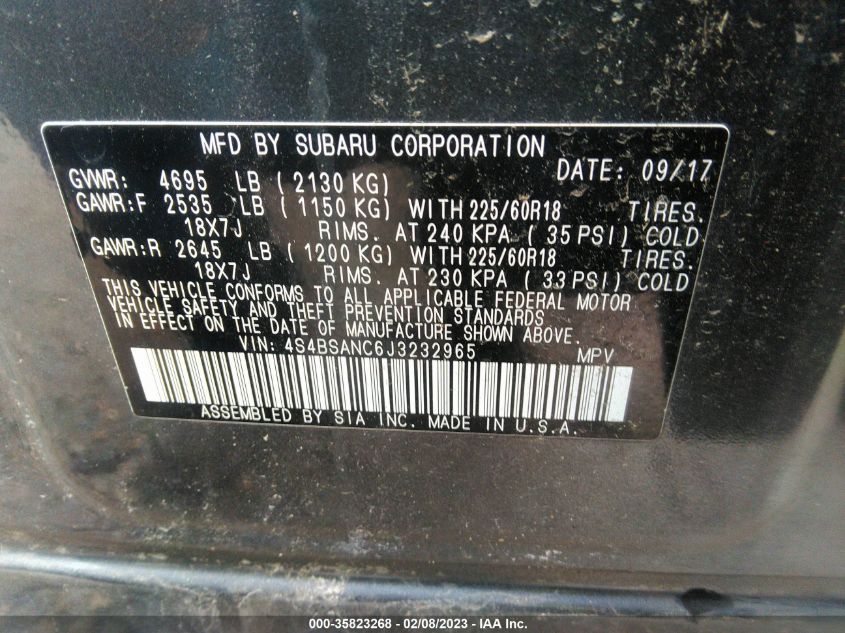 MFD BY SUBARU CORPORATION
DATE: 09/17
GVWR: 4695 LB ( 2130 KG)
GAWR:F 2535 LB ( 1150 KG) WITH 225/60R18 TIRES.
18X7J RIMS. AT 240 KPA ( 35 PSI) COLD
GAWR:R 2645 LB ( 1200 KG) WITH 225/60R18 TIRES.
18X7J RIMS. AT 230 KPA ( 33 PSI) COLD
THIS VEHICLE CONFORMS TO ALL APPLICABLE FEDERAL MOTOR
VEHICLE SAFETY AND THEFT PREVENTION STANDARDS
IN EFFECT ON THE DATE OF MANUFACTURE SHOWN ABOVE.
VIN: 4S4BSANC6J3232965 MPV
ASSEMBLED BY SIA INC. MADE IN U.S.A.
000-35823268 - 02/08/2023 - IAA Inc.